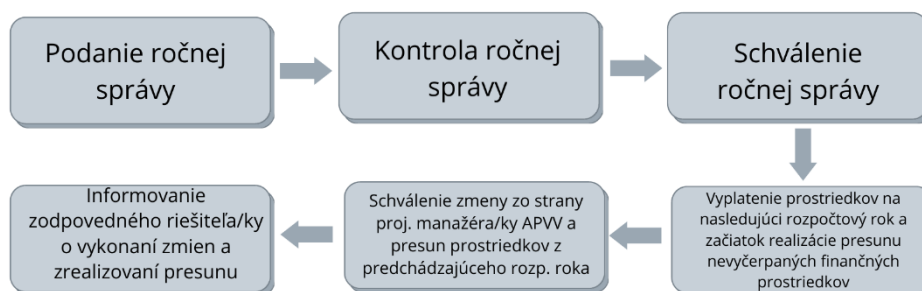 Podanie ročnej
správy
Kontrola ročnej
správy
Schválenie
ročnej správy
Vyplatenie prostriedkov na
nasledujúci rozpočtový rok a
začiatok realizácie presunu
nevyčerpaných finančných
prostriedkov
Schválenie zmeny zo strany
proj. manažéra/ky APVV a
presun prostriedkov z
predchádzajúceho rozp. roka
Informovanie
zodpovedného riešiteľa/ky
o vykonaní zmien a
zrealizovaní presunu